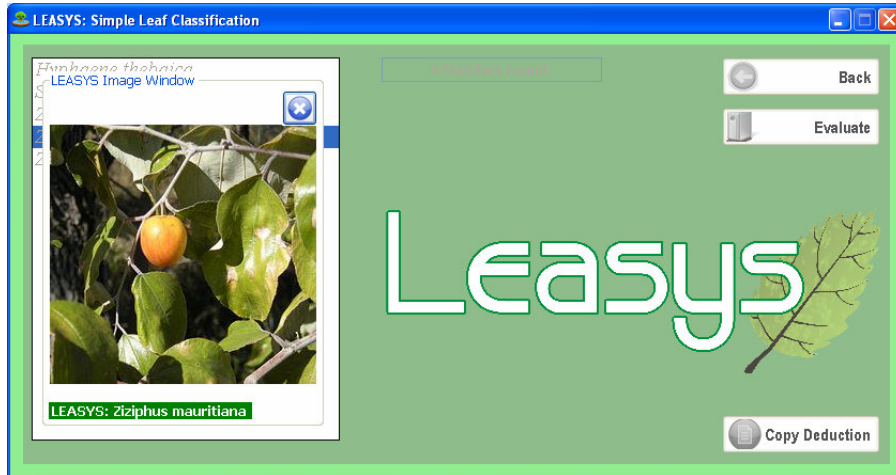 LEASYS: Simple Leaf Classification
Hyphaene thebaica
LEASYS Image Window
Back
Evaluate
Leasys
LEASYS: Ziziphus mauritiana
Copy Deduction